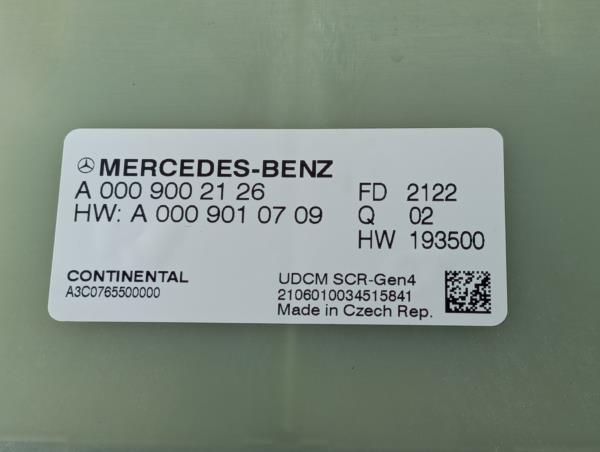 MERCEDES-BENZ
A 000 900 21 26
HW: A 000 901 07 09
FD 2122
Q 02
HW 193500
CONTINENTAL
A3C0765500000
UDCM SCR-Gen4
2106010034515841
Made in Czech Rep.